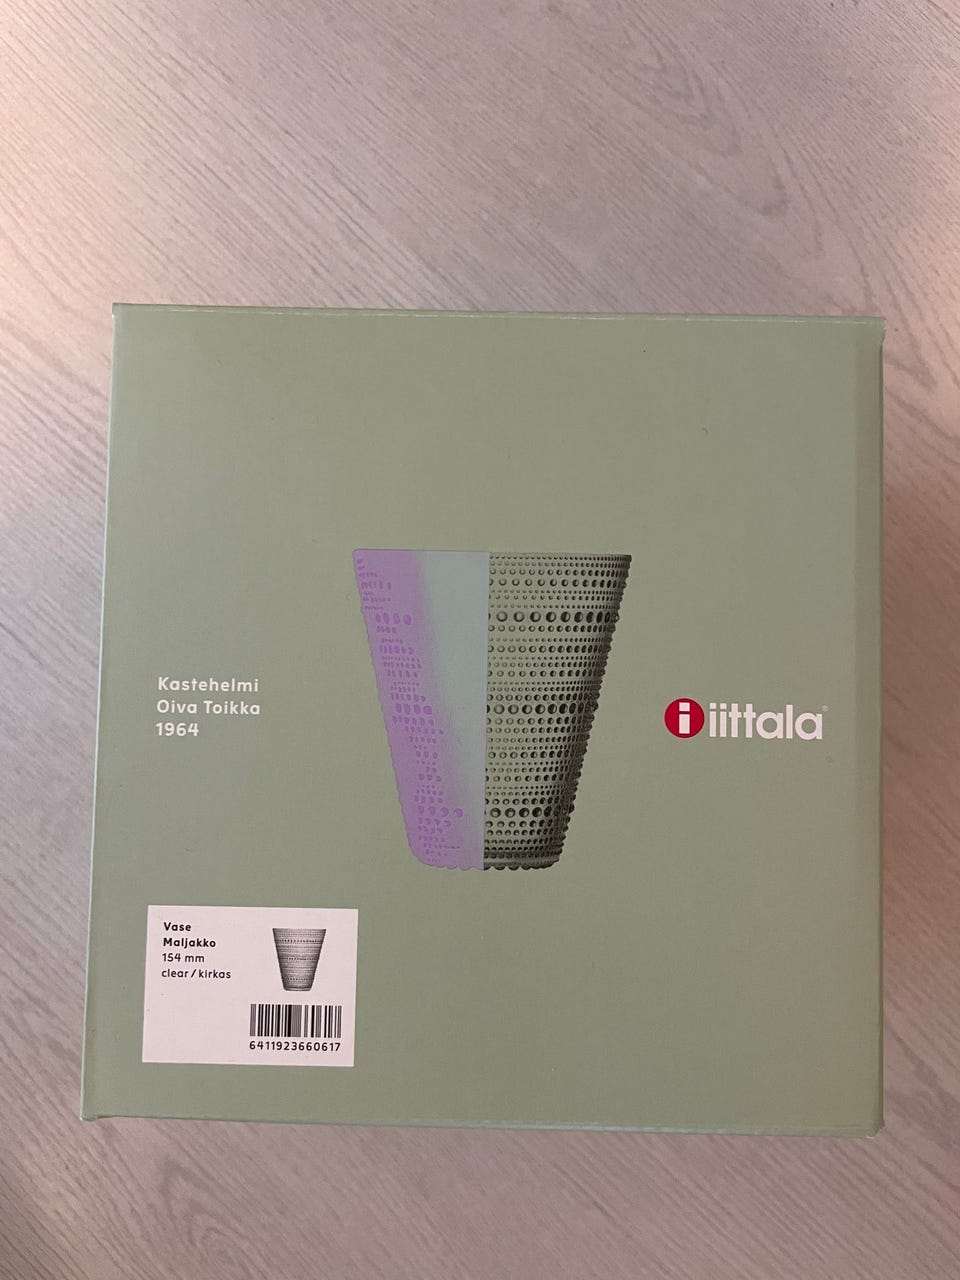 Kastehelmi
Oiva Toikka
1964
iittala®
Vase
Maljakko
154 mm
clear / kirkas
6411923660617